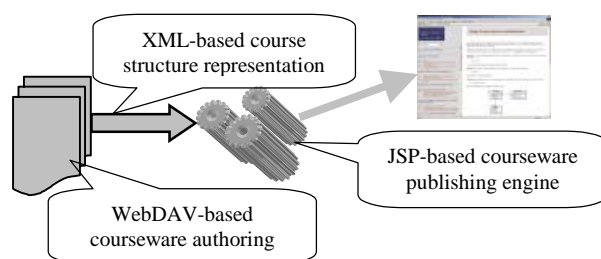 XML-based course
structure representation
JSP-based courseware
publishing engine
WebDAV-based
courseware authoring